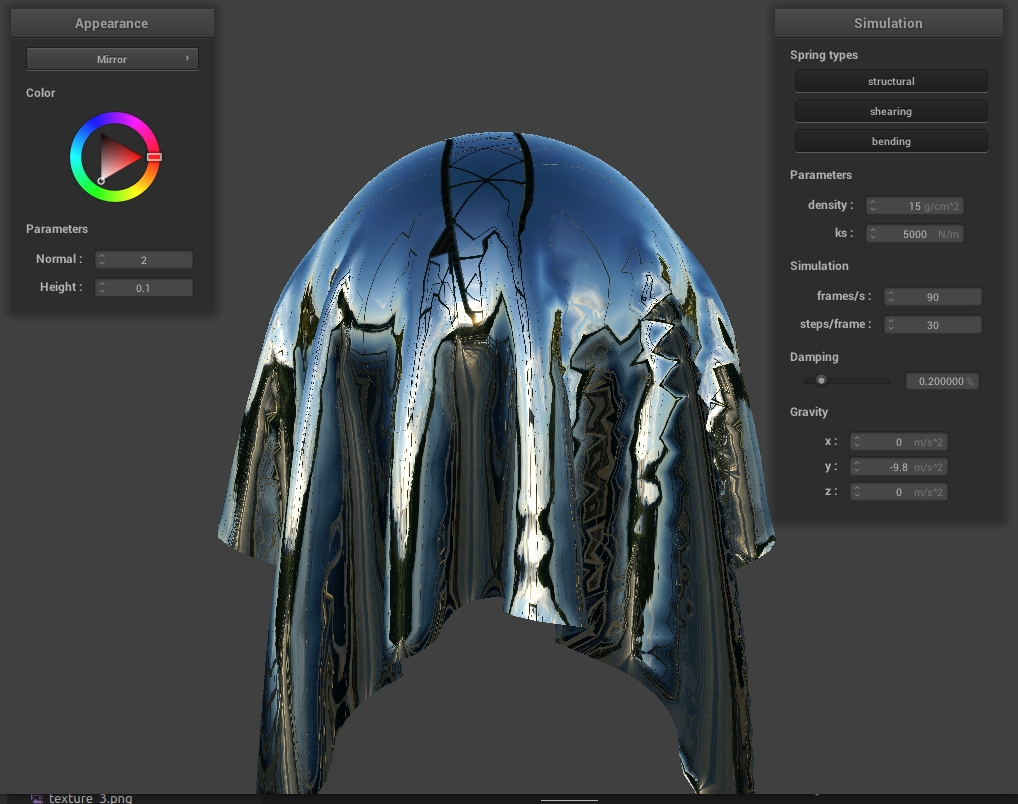 Appearance
Mirror
Color
Parameters
Normal : 2
Height : 0.1
Simulation
Spring types
structural
shearing
bending
Parameters
density : 15 g/cm^2
ks : 5000 N/m
Simulation
frames/s : 90
steps/frame : 30
Damping
0.200000 %
Gravity
x : 0 m/s^2
y : -9.8 m/s^2
z : 0 m/s^2
texture_3.png